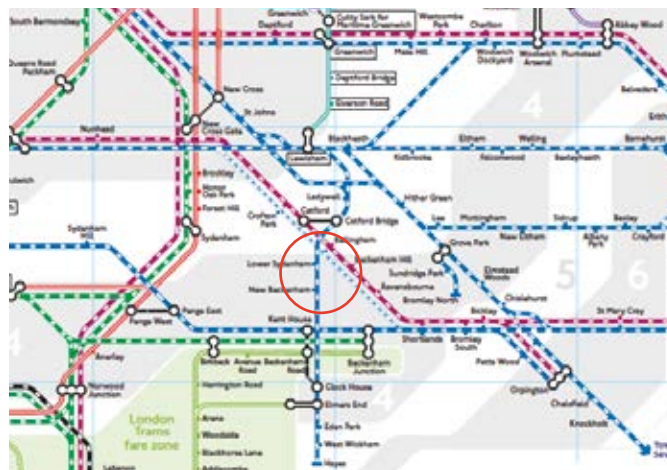 South Bermondsey
Queens Road
Peckham
Nunhead
Greenwich
Deptford
Cutty Sark for
Maritime Greenwich
Greenwich
Deptford Bridge
Elverson Road
Westcombe
Park
Charlton
Maze Hill
Woolwich
Dockyard
Woolwich
Arsenal
Plumstead
Abbey Wood
Belvedere
New Cross
New
Cross Gate
St Johns
Lewisham
Blackheath
Kidbrooke
Eltham
Falconwood
Welling
Bexleyheath
Barnehurst
4
Brockley
Honor
Oak Park
Forest Hill
Sydenham
Sydenham
Hill
Crofton
Park
Ladywell
Catford
Catford Bridge
Bellingham
Beckenham Hill
Ravensbourne
Lower Sydenham
New Beckenham
Hither Green
Lee
Mottingham
New Eltham
Sidcup
Albany
Park
Bexley
Crayford
Grove Park
Sundridge Park
Bromley North
Elmstead
Woods
Chislehurst
5
6
St Mary Cray
Bickley
Petts Wood
Bromley
South
Shortlands
Orpington
Chelsfield
Knockholt
Kent House
Penge East
Penge West
Anerley
Norwood
Junction
Birkbeck
Avenue
Road
Beckenham
Road
Beckenham
Junction
Clock House
Elmers End
4
Eden Park
West Wickham
Hayes
Harrington Road
Arena
Woodside
Blackhorse Lane
Addiscombe
London
Trams
fare zone
Lebanon